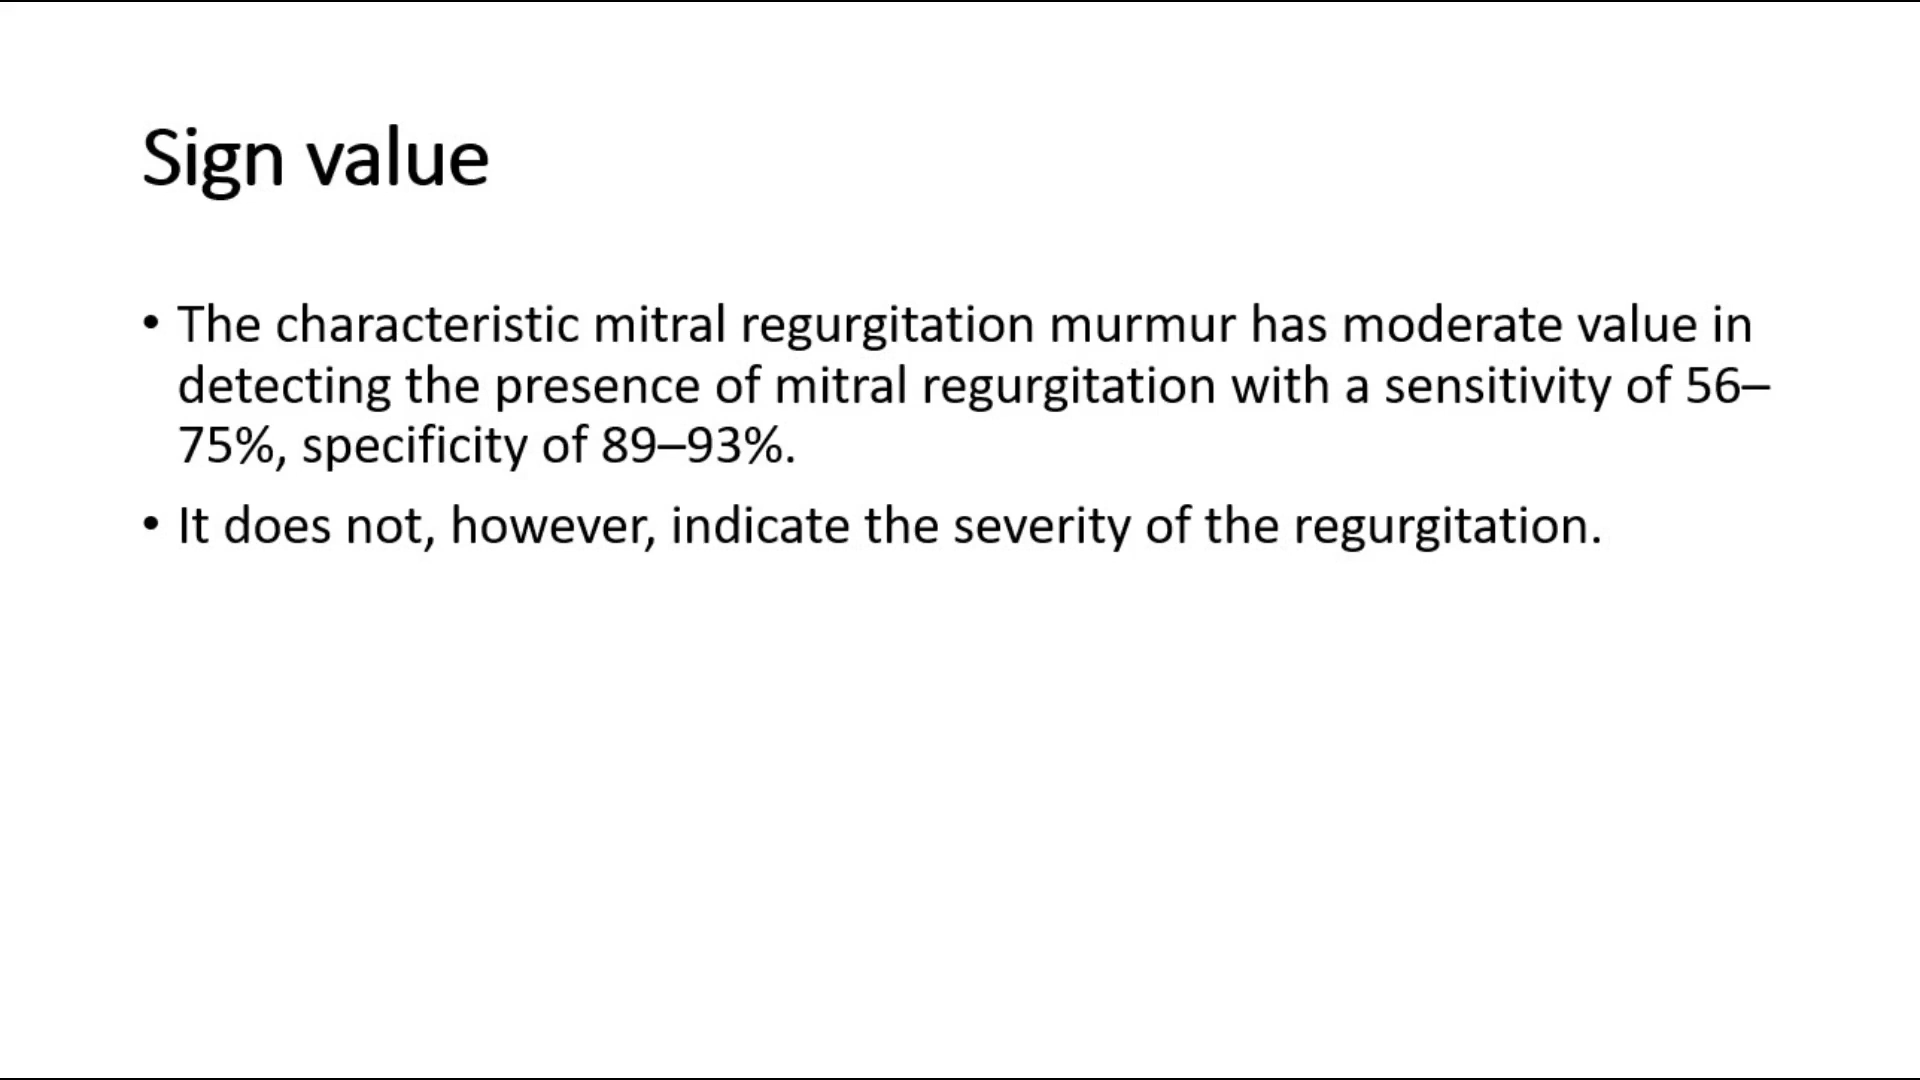 Sign value
• The characteristic mitral regurgitation murmur has moderate value in
detecting the presence of mitral regurgitation with a sensitivity of 56–
75%, specificity of 89–93%.
• It does not, however, indicate the severity of the regurgitation.